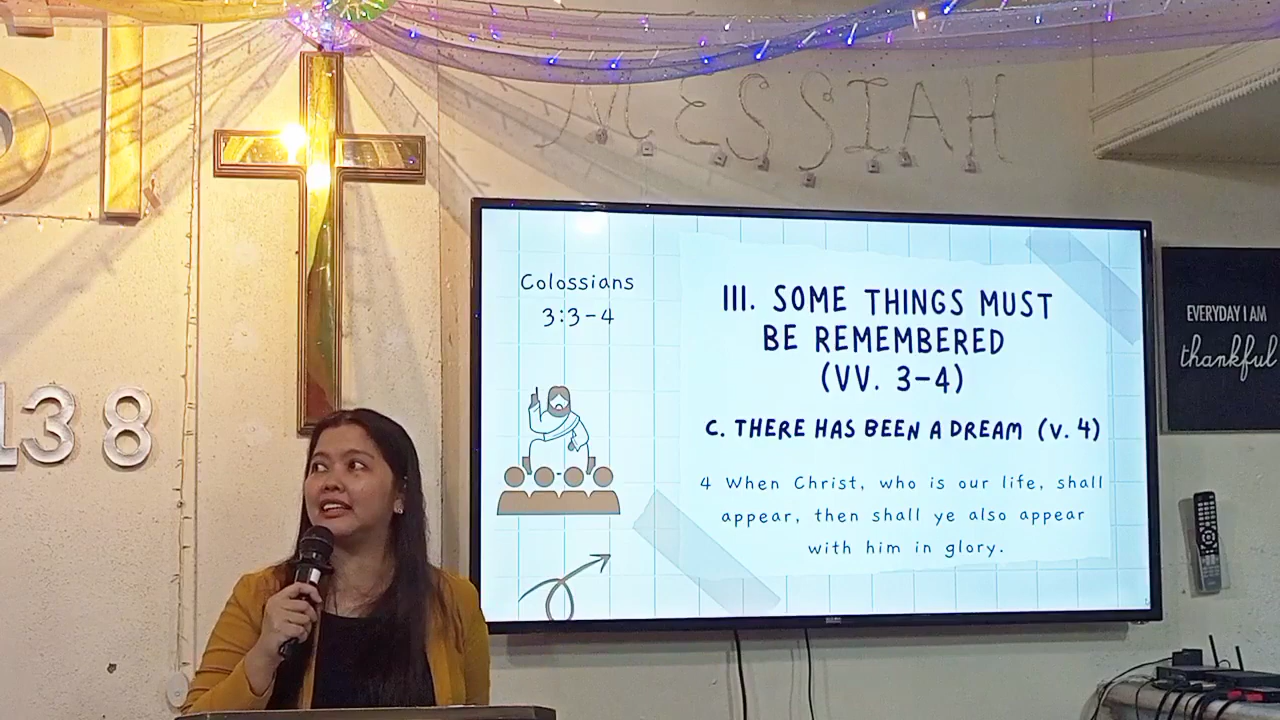 MESSIAH
138
Colossians
3:3-4
III. SOME THINGS MUST
BE REMEMBERED
(VV. 3-4)
C. THERE HAS BEEN A DREAM (V. 4)
4 When Christ, who is our life, shall
appear, then shall ye also appear
with him in glory.
EVERYDAY I AM
thankful